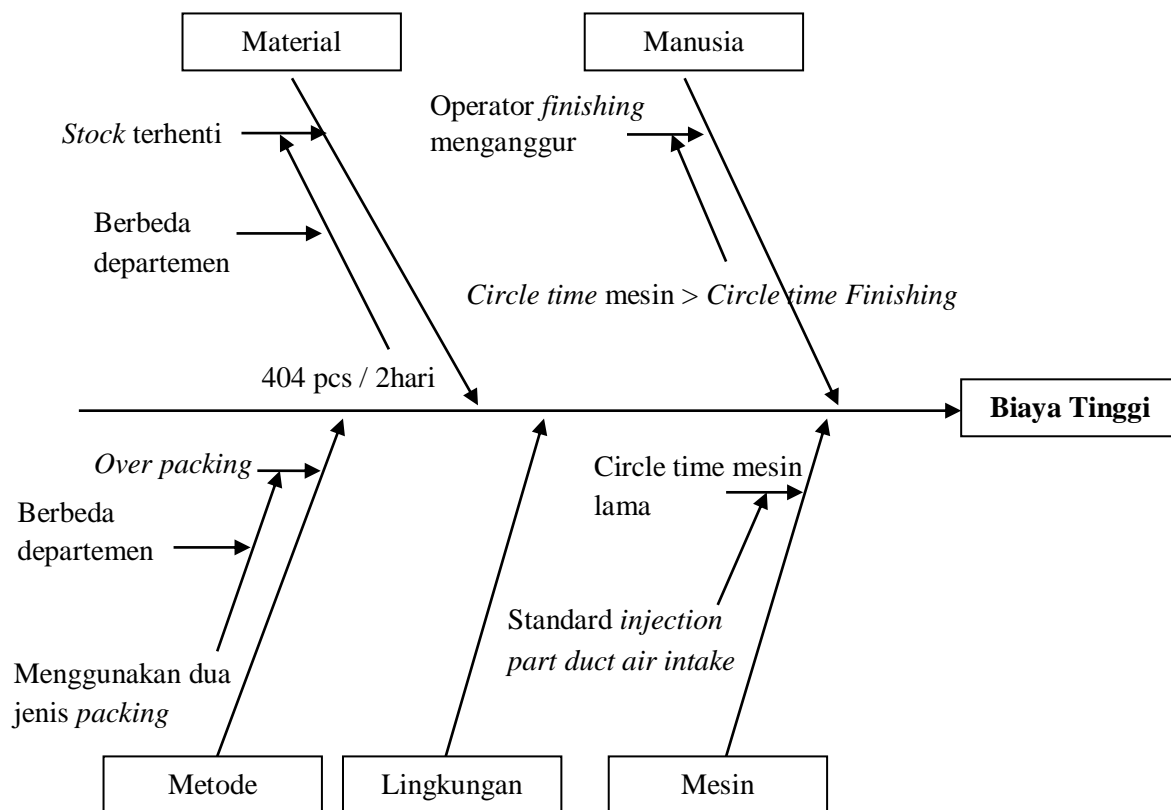 Material
Manusia
Stock terhenti
Operator finishing
menganggur
Berbeda
departemen
Circle time mesin > Circle time Finishing
404 pcs / 2hari
Biaya Tinggi
Over packing
Circle time mesin
lama
Berbeda
departemen
Standard injection
part duct air intake
Menggunakan dua
jenis packing
Metode
Lingkungan
Mesin